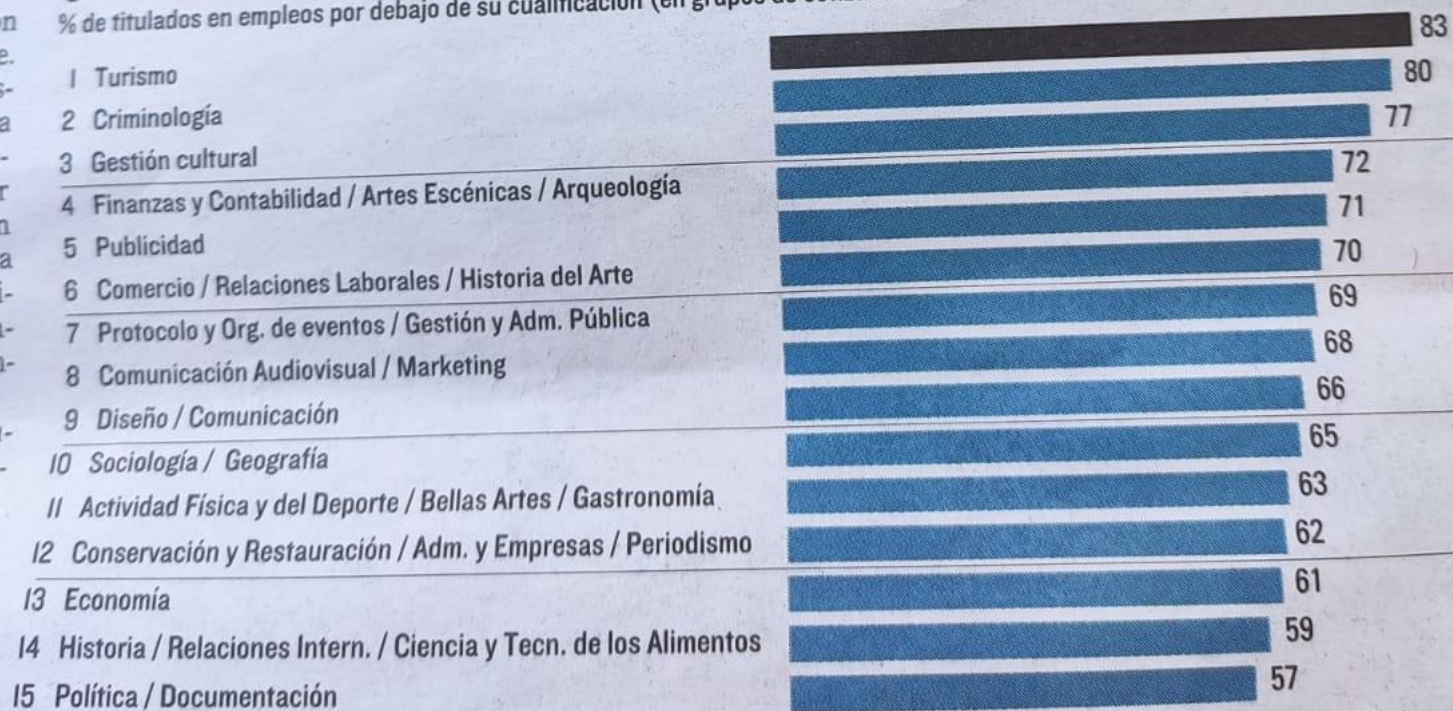 % de titulados en empleos por debajo de su cualificación (en
1 Turismo 83
2 Criminología 80
3 Gestión cultural 77
4 Finanzas y Contabilidad / Artes Escénicas / Arqueología 72
5 Publicidad 71
6 Comercio / Relaciones Laborales / Historia del Arte 70
7 Protocolo y Org. de eventos / Gestión y Adm. Pública 69
8 Comunicación Audiovisual / Marketing 68
9 Diseño / Comunicación 66
10 Sociología / Geografía 65
11 Actividad Física y del Deporte / Bellas Artes / Gastronomía 63
12 Conservación y Restauración / Adm. y Empresas / Periodismo 62
13 Economía 61
14 Historia / Relaciones Intern. / Ciencia y Tecn. de los Alimentos 59
15 Política / Documentación 57